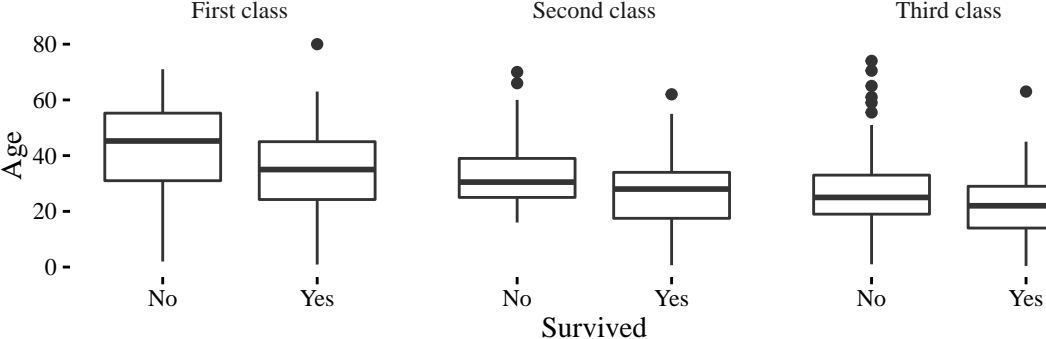 First class Second class Third class
80
60
40
20
0
Age
No Yes No Yes No Yes
Survived